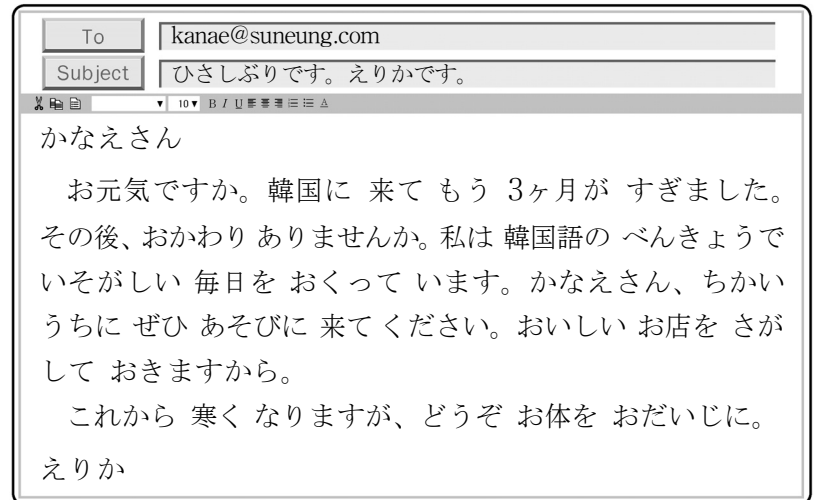 To kanae@suneung.com
Subject ひさしぶりです。えりかです。
10 B I U A
かなえさん
お元気ですか。韓国に 来て もう 3ヶ月が すぎました。
その後、おかわり ありませんか。私は 韓国語の べんきょうで
いそがしい 毎日を おくって います。かなえさん、ちかい
うちに ぜひ あそびに 来て ください。おいしい お店を さが
して おきますから。
これから 寒く なりますが、どうぞ お体を おだいじに。
えりか